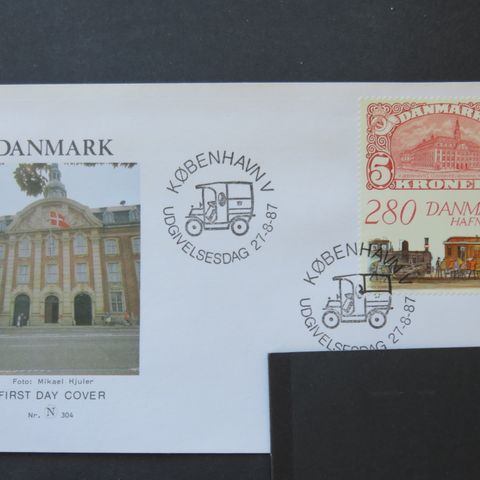 DANMARK
Foto: Mikael Hjuler
FIRST DAY COVER
Nr. N 304
KØBENHAVN V
UDGIVELSESDAG 27-8-87
DANMARK
5
KRONER
280 DANM
HAFN
KØBENHAVN V
UDGIVELSESDAG 27-8-87